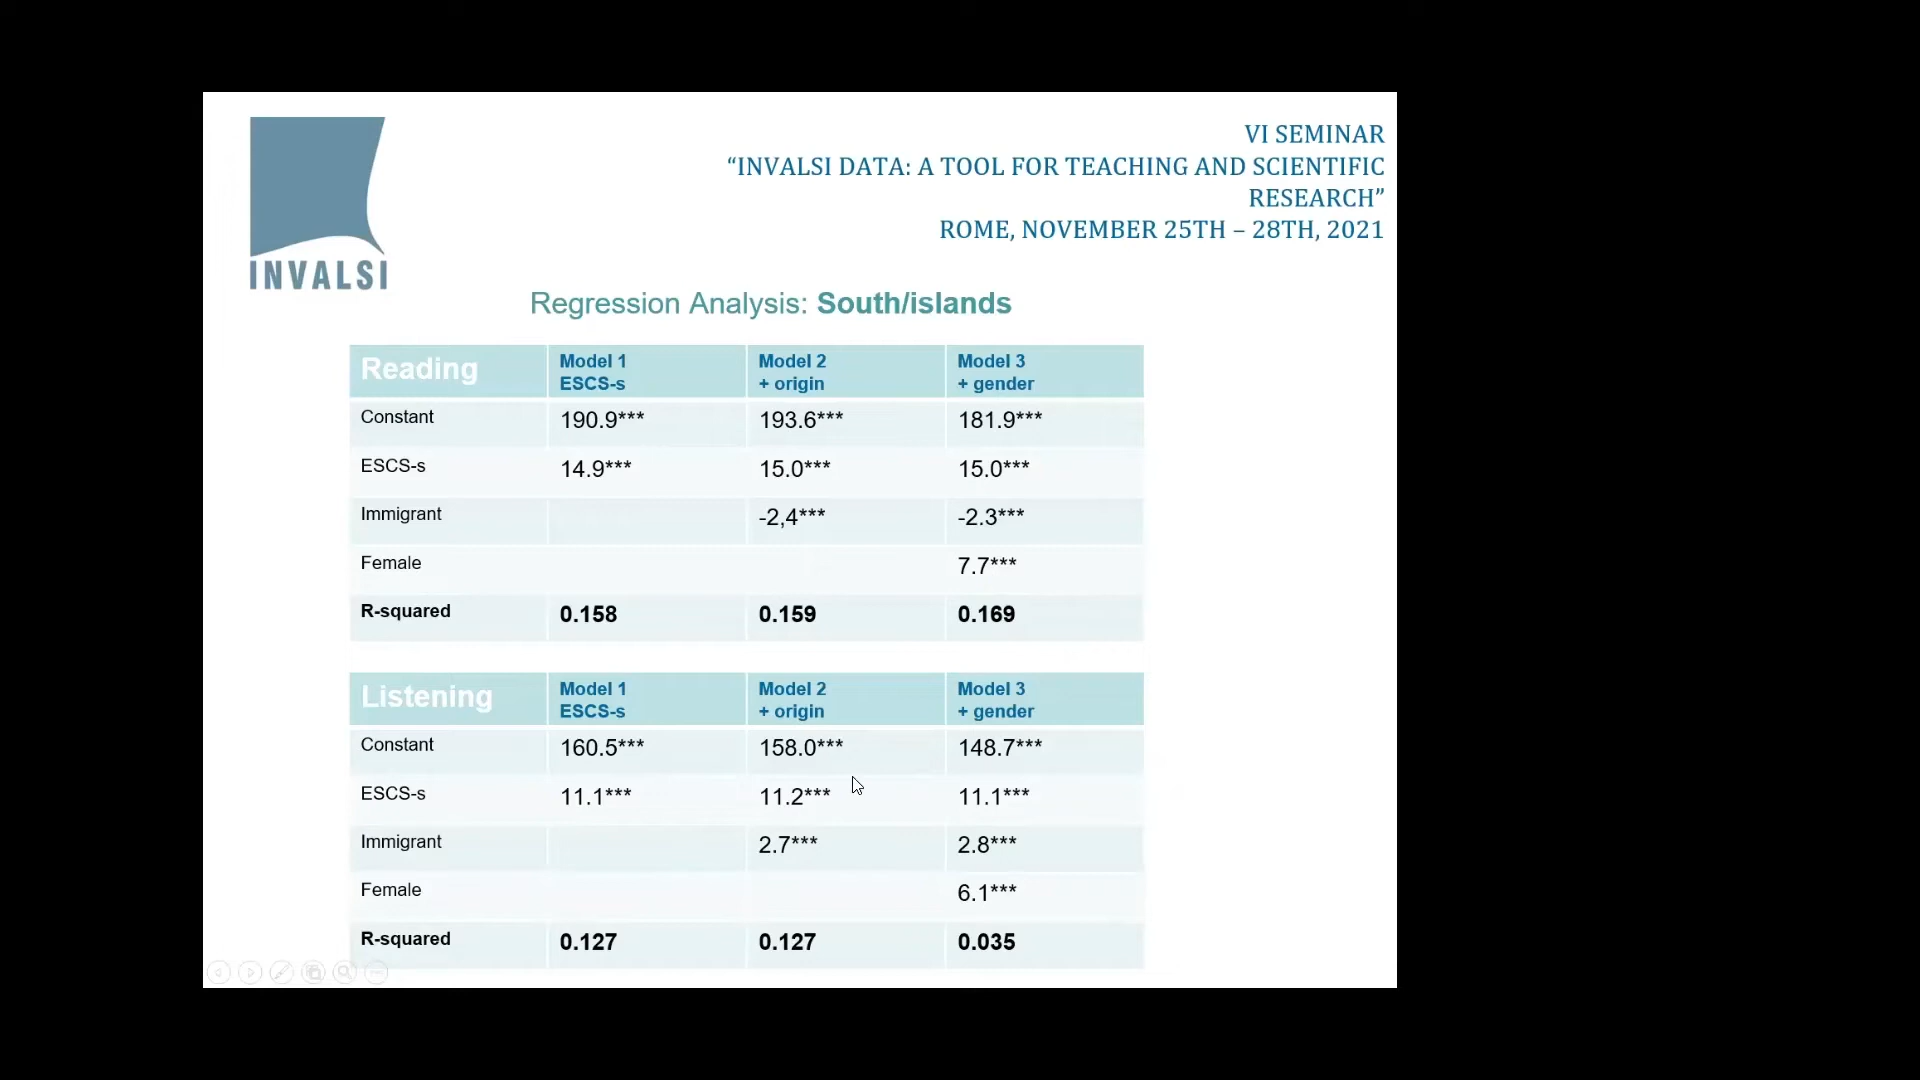 INVALSI
VI SEMINAR
“INVALSI DATA: A TOOL FOR TEACHING AND SCIENTIFIC
RESEARCH”
ROME, NOVEMBER 25TH – 28TH, 2021
Regression Analysis: South/islands
Reading Model 1 ESCS-s Model 2 + origin Model 3 + gender
Constant 190.9*** 193.6*** 181.9***
ESCS-s 14.9*** 15.0*** 15.0***
Immigrant -2,4*** -2.3***
Female 7.7***
R-squared 0.158 0.159 0.169
Listening Model 1 ESCS-s Model 2 + origin Model 3 + gender
Constant 160.5*** 158.0*** 148.7***
ESCS-s 11.1*** 11.2*** 11.1***
Immigrant 2.7*** 2.8***
Female 6.1***
R-squared 0.127 0.127 0.035